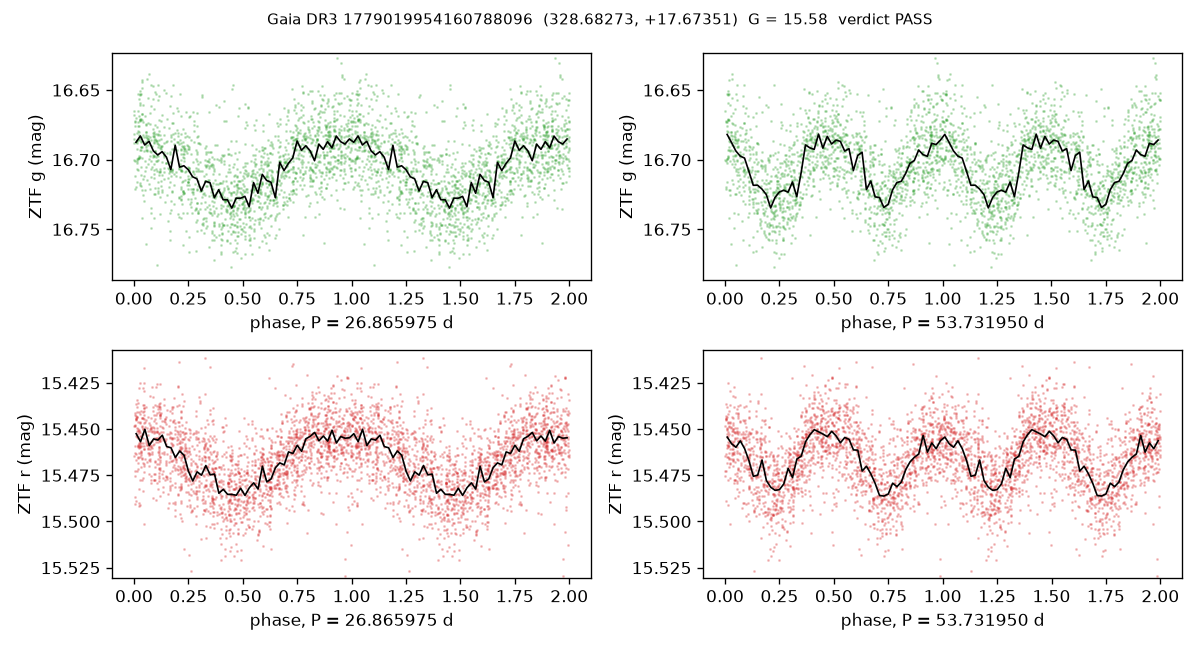 Gaia DR3 1779019954160788096  (328.68273, +17.67351)  G = 15.58  verdict PASS
ZTF g (mag)
16.65
16.70
16.75
0.00 0.25 0.50 0.75 1.00 1.25 1.50 1.75 2.00
phase, P = 26.865975 d
ZTF g (mag)
16.65
16.70
16.75
0.00 0.25 0.50 0.75 1.00 1.25 1.50 1.75 2.00
phase, P = 53.731950 d
ZTF r (mag)
15.425
15.450
15.475
15.500
15.525
0.00 0.25 0.50 0.75 1.00 1.25 1.50 1.75 2.00
phase, P = 26.865975 d
ZTF r (mag)
15.425
15.450
15.475
15.500
15.525
0.00 0.25 0.50 0.75 1.00 1.25 1.50 1.75 2.00
phase, P = 53.731950 d